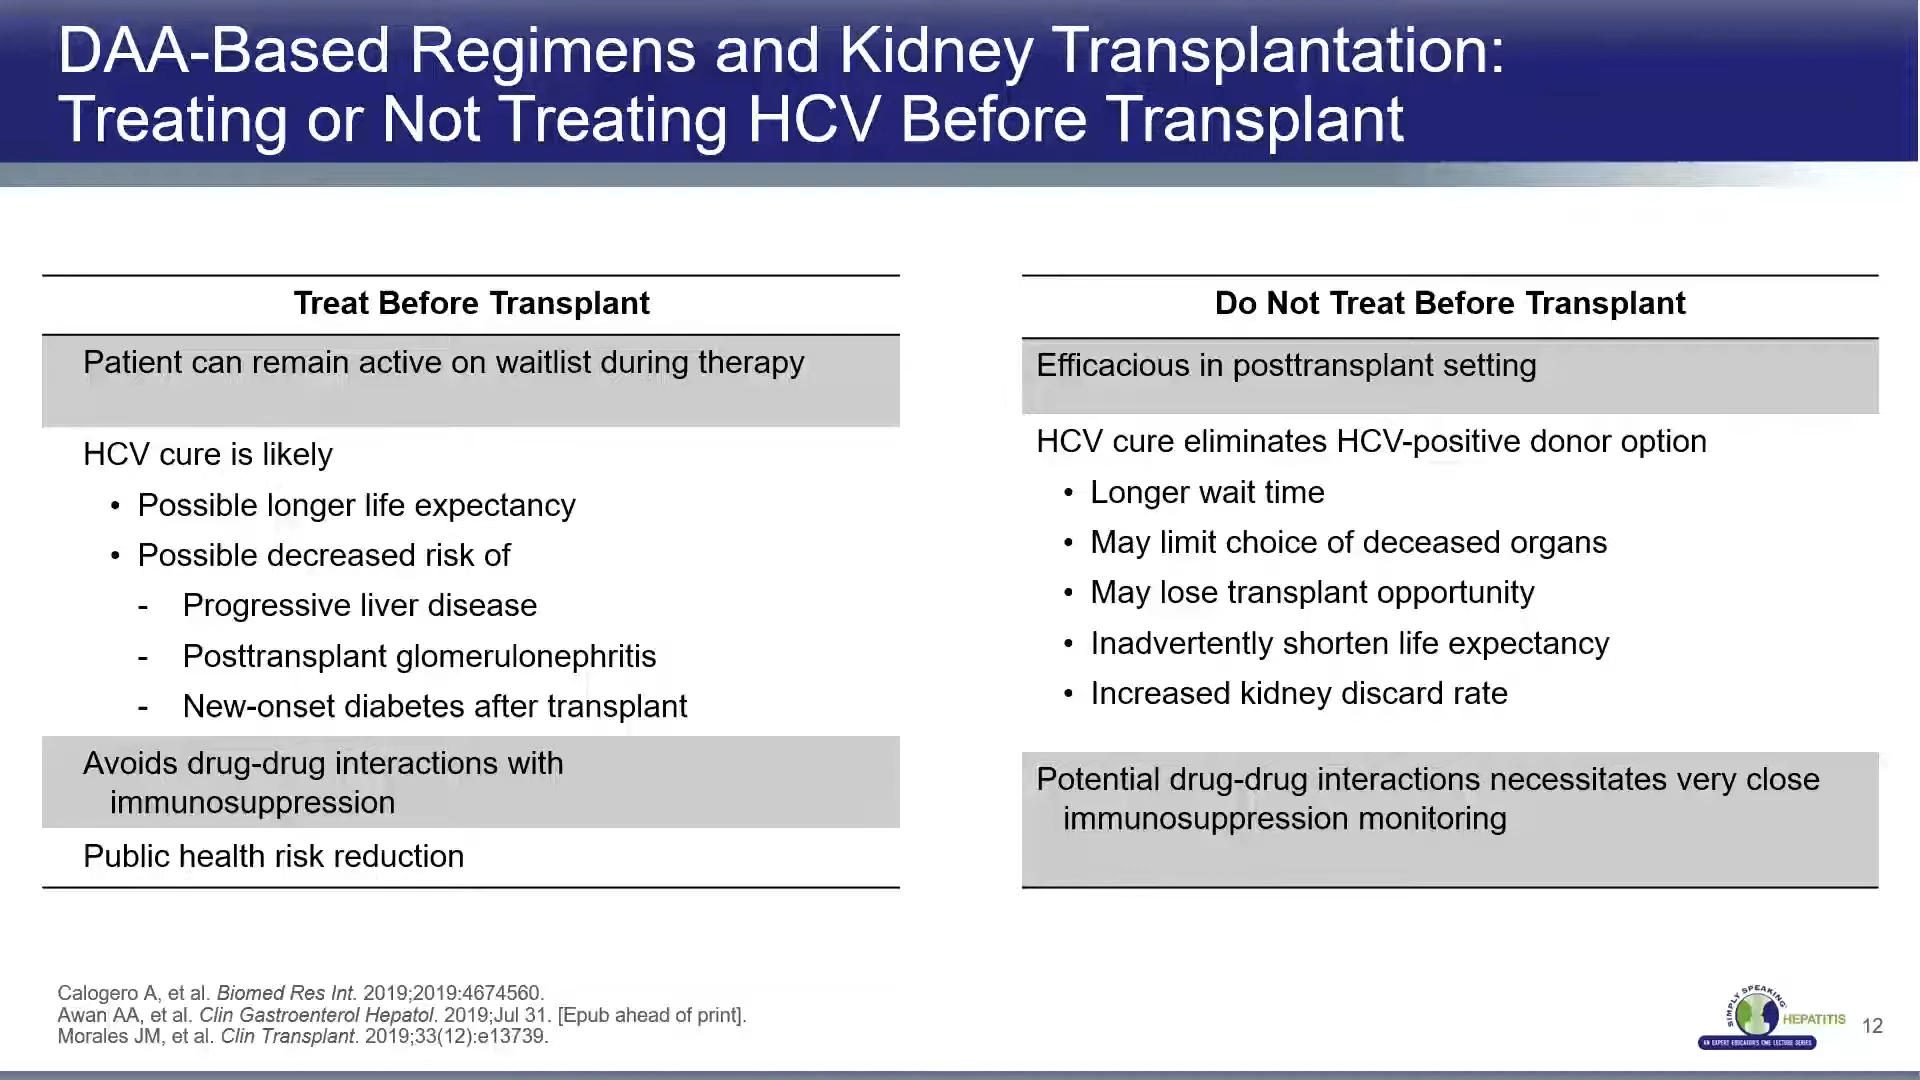 DAA-Based Regimens and Kidney Transplantation:
Treating or Not Treating HCV Before Transplant
Treat Before Transplant
Patient can remain active on waitlist during therapy
HCV cure is likely
• Possible longer life expectancy
• Possible decreased risk of
- Progressive liver disease
- Posttransplant glomerulonephritis
- New-onset diabetes after transplant
Avoids drug-drug interactions with
immunosuppression
Public health risk reduction
Do Not Treat Before Transplant
Efficacious in posttransplant setting
HCV cure eliminates HCV-positive donor option
• Longer wait time
• May limit choice of deceased organs
• May lose transplant opportunity
• Inadvertently shorten life expectancy
• Increased kidney discard rate
Potential drug-drug interactions necessitates very close
immunosuppression monitoring
Calogero A, et al. Biomed Res Int. 2019;2019:4674560.
Awan AA, et al. Clin Gastroenterol Hepatol. 2019;Jul 31. [Epub ahead of print].
Morales JM, et al. Clin Transplant. 2019;33(12):e13739.
SIMPLY SPEAKING
HEPATITIS
AN EXPERT EDUCATOR'S CME LECTURE SERIES
12